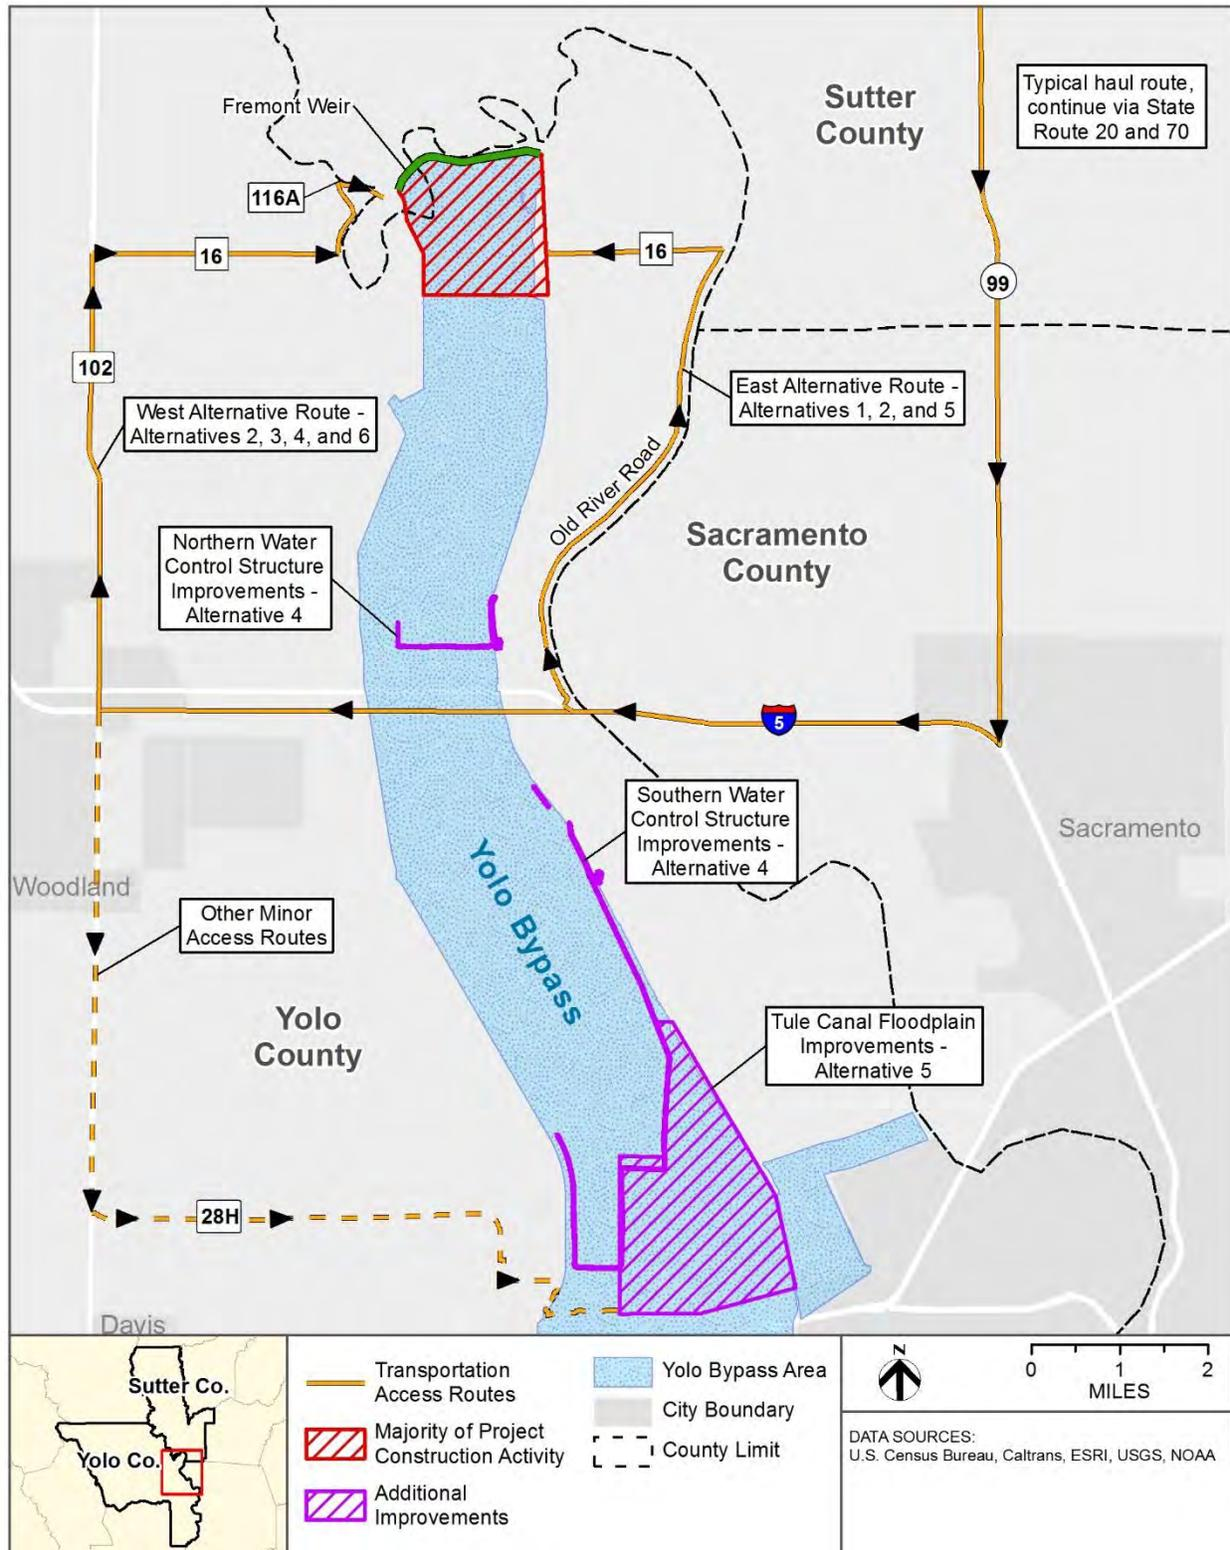 Fremont Weir
Sutter
County
Typical haul route,
continue via State
Route 20 and 70
116A
16
16
99
102
West Alternative Route -
Alternatives 2, 3, 4, and 6
East Alternative Route -
Alternatives 1, 2, and 5
Old River Road
Northern Water
Control Structure
Improvements -
Alternative 4
Sacramento
County
5
Southern Water
Control Structure
Improvements -
Alternative 4
Sacramento
Woodland
Yolo Bypass
Other Minor
Access Routes
Yolo
County
Tule Canal Floodplain
Improvements -
Alternative 5
28H
Davis
Sutter Co.
Yolo Co.
Transportation
Access Routes
Majority of Project
Construction Activity
Additional
Improvements
Yolo Bypass Area
City Boundary
County Limit
N
0 1 2
MILES
DATA SOURCES:
U.S. Census Bureau, Caltrans, ESRI, USGS, NOAA